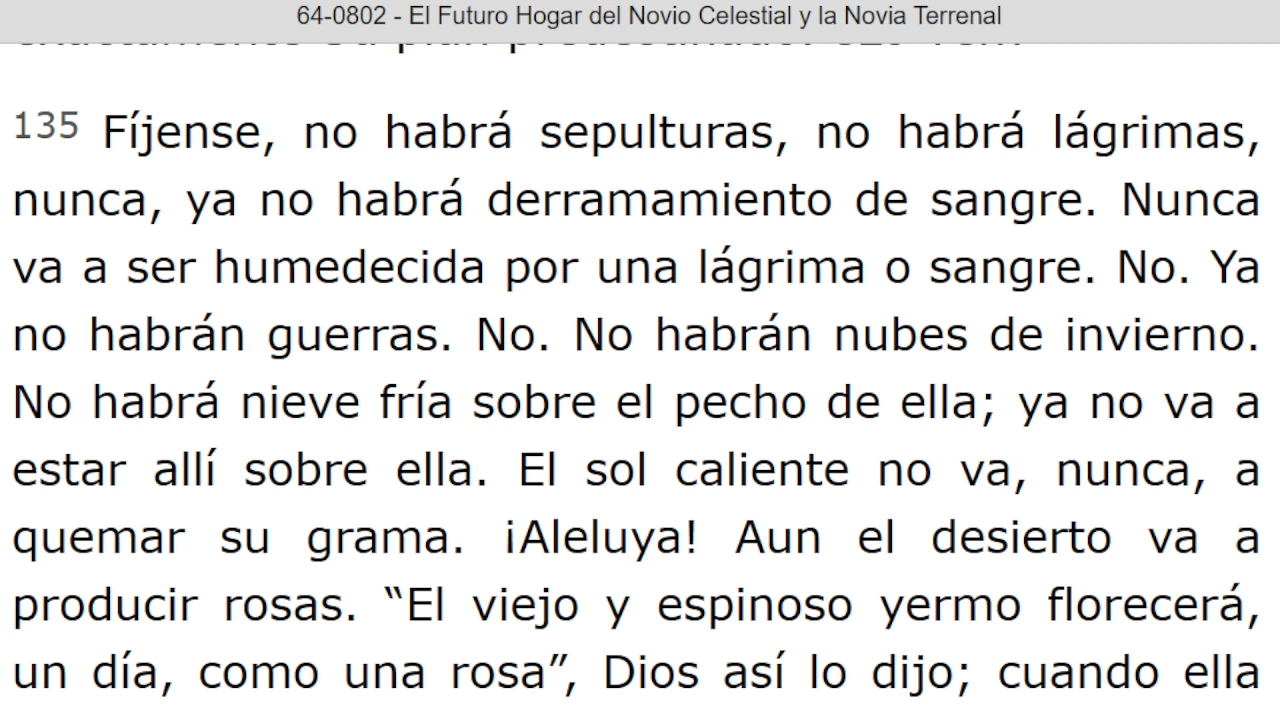 64-0802 - El Futuro Hogar del Novio Celestial y la Novia Terrenal
135 Fíjense, no habrá sepulturas, no habrá lágrimas,
nunca, ya no habrá derramamiento de sangre. Nunca
va a ser humedecida por una lágrima o sangre. No. Ya
no habrán guerras. No. No habrán nubes de invierno.
No habrá nieve fría sobre el pecho de ella; ya no va a
estar allí sobre ella. El sol caliente no va, nunca, a
quemar su grama. ¡Aleluya! Aun el desierto va a
producir rosas. “El viejo y espinoso yermo florecerá,
un día, como una rosa”, Dios así lo dijo; cuando ella